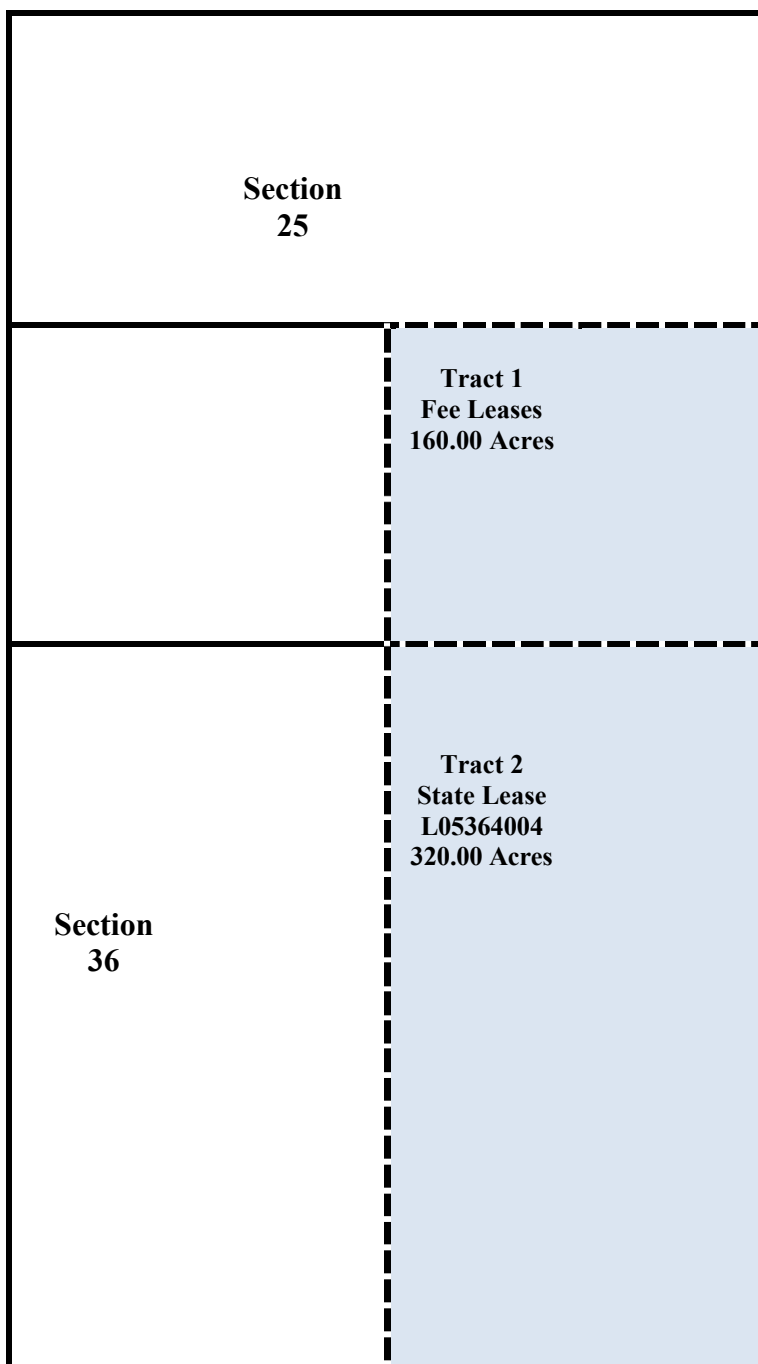 Section
25
Tract 1
Fee Leases
160.00 Acres
Tract 2
State Lease
L05364004
320.00 Acres
Section
36